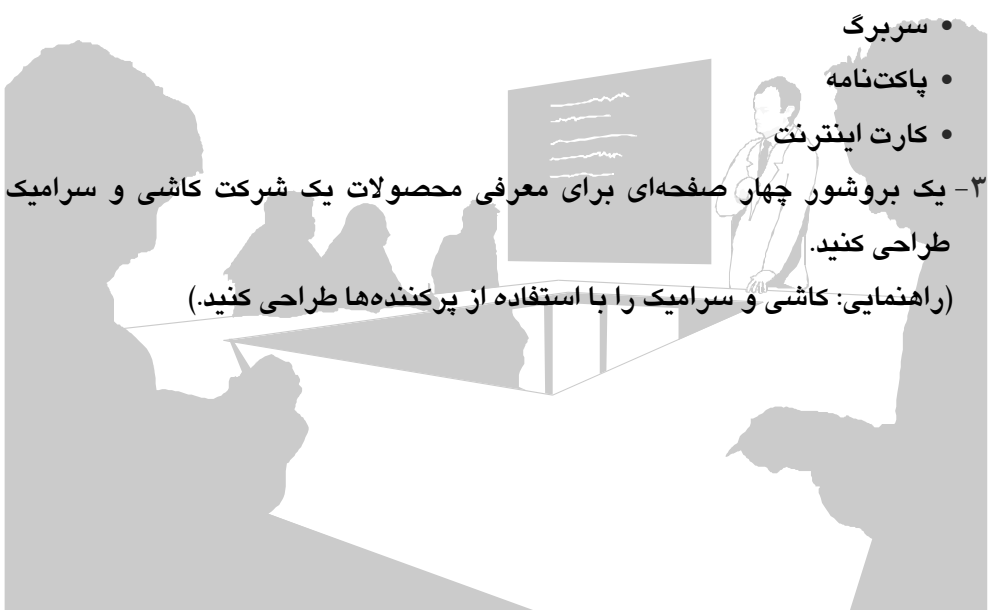 • سربرگ
• پاکت‌نامه
• کارت اینترنت
۳- یک بروشور چهار صفحه‌ای برای معرفی محصولات یک شرکت کاشی و سرامیک
طراحی کنید.
(راهنمایی: کاشی و سرامیک را با استفاده از پرکننده‌ها طراحی کنید.)